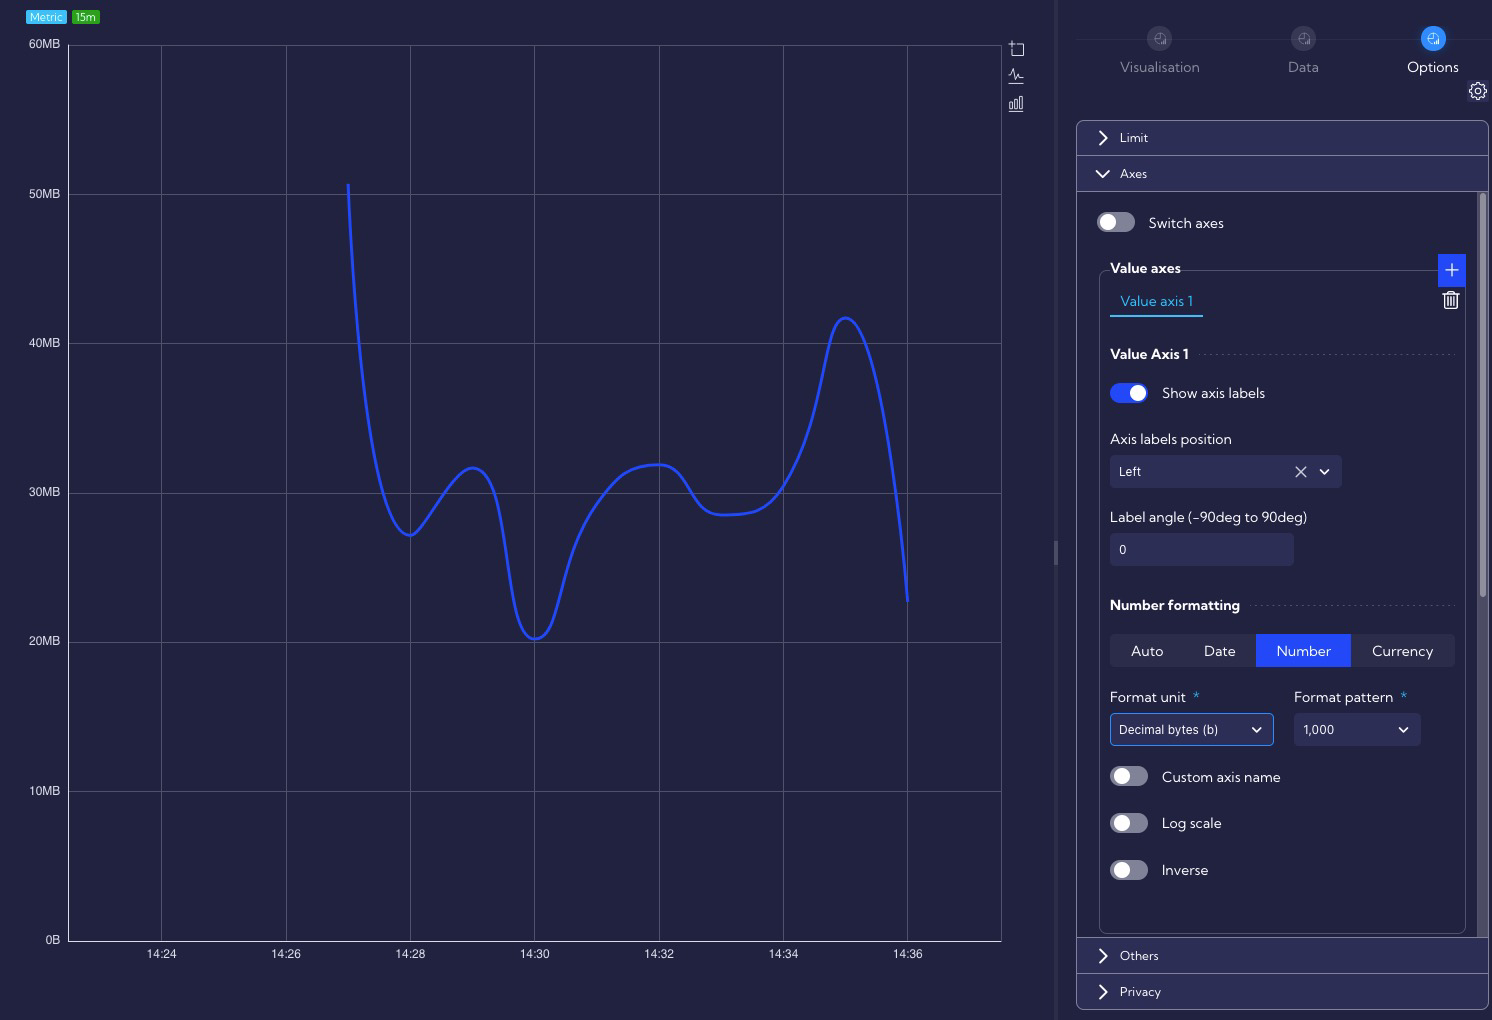 Metric 15m
60MB
50MB
40MB
30MB
20MB
10MB
0B
14:24 14:26 14:28 14:30 14:32 14:34 14:36
Visualisation Data Options
Limit
Axes
Switch axes
Value axes
Value axis 1
Value Axis 1
Show axis labels
Axis labels position
Left
Label angle (-90deg to 90deg)
0
Number formatting
Auto Date Number Currency
Format unit * Format pattern *
Decimal bytes (b) 1,000
Custom axis name
Log scale
Inverse
Others
Privacy